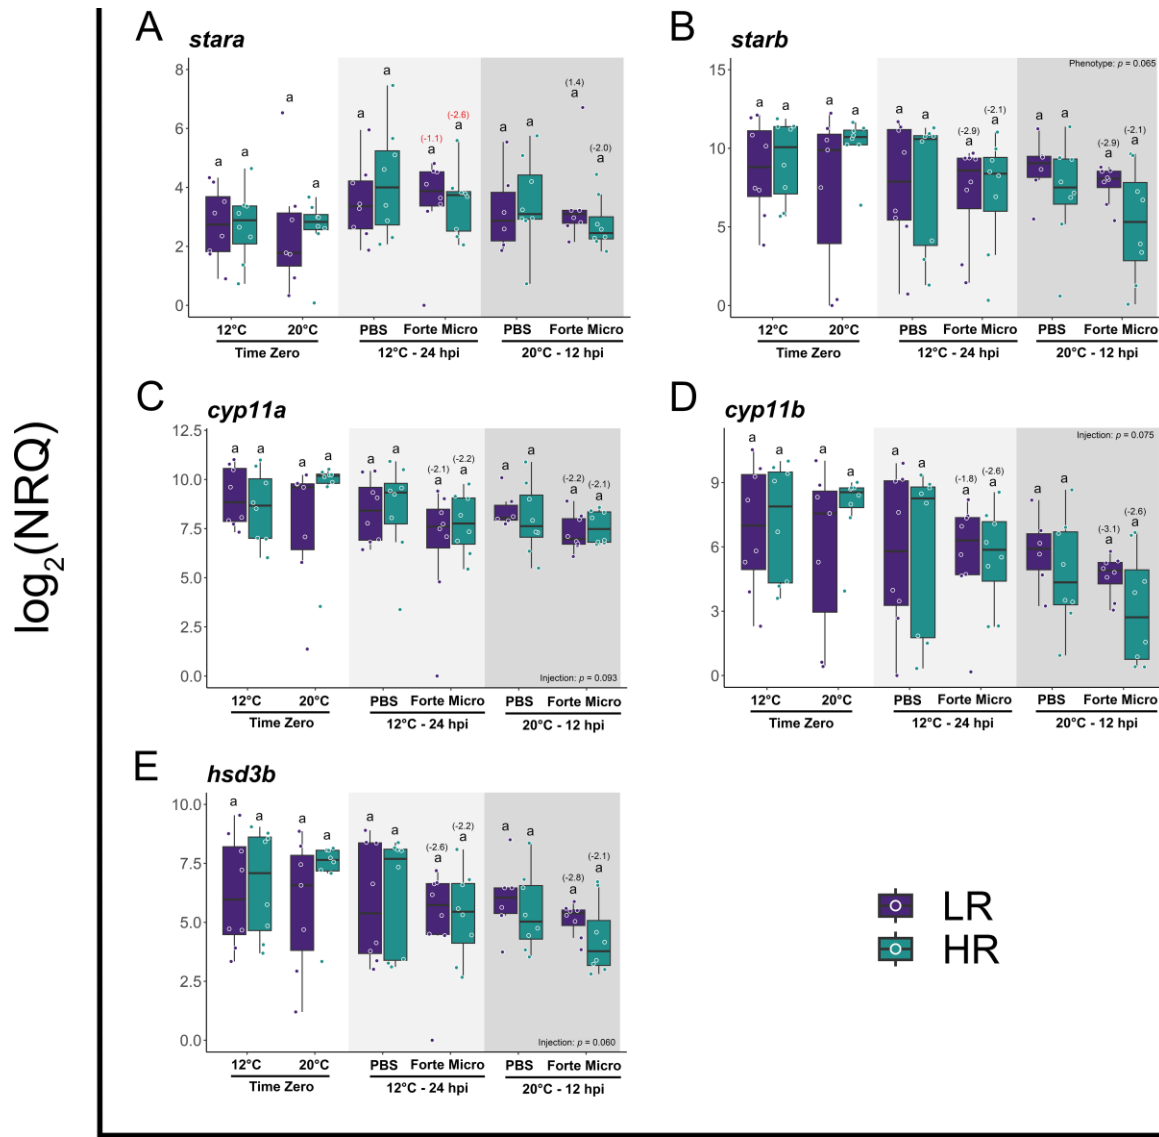 log2(NRQ)
A
stara
8
6
4
2
0
a a a a a a (-1.1) a (-2.6) a a a (1.4) a (-2.0) a
12°C 20°C PBS Forte Micro PBS Forte Micro
Time Zero 12°C - 24 hpi 20°C - 12 hpi
B
starb
Phenotype: p = 0.065
15
10
5
0
a a a a a a (-2.9) a (-2.1) a a a (-2.9) a (-2.1) a
12°C 20°C PBS Forte Micro PBS Forte Micro
Time Zero 12°C - 24 hpi 20°C - 12 hpi
C
cyp11a
12.5
10.0
7.5
5.0
2.5
0.0
a a a a a a (-2.1) a (-2.2) a a a (-2.2) a (-2.1) a
Injection: p = 0.093
12°C 20°C PBS Forte Micro PBS Forte Micro
Time Zero 12°C - 24 hpi 20°C - 12 hpi
D
cyp11b
Injection: p = 0.075
9
6
3
0
a a a a a a (-1.8) a (-2.6) a a a (-3.1) a (-2.6) a
12°C 20°C PBS Forte Micro PBS Forte Micro
Time Zero 12°C - 24 hpi 20°C - 12 hpi
E
hsd3b
10.0
7.5
5.0
2.5
0.0
a a a a a a (-2.6) a (-2.2) a a a (-2.8) a (-2.1) a
Injection: p = 0.060
12°C 20°C PBS Forte Micro PBS Forte Micro
Time Zero 12°C - 24 hpi 20°C - 12 hpi
LR
HR